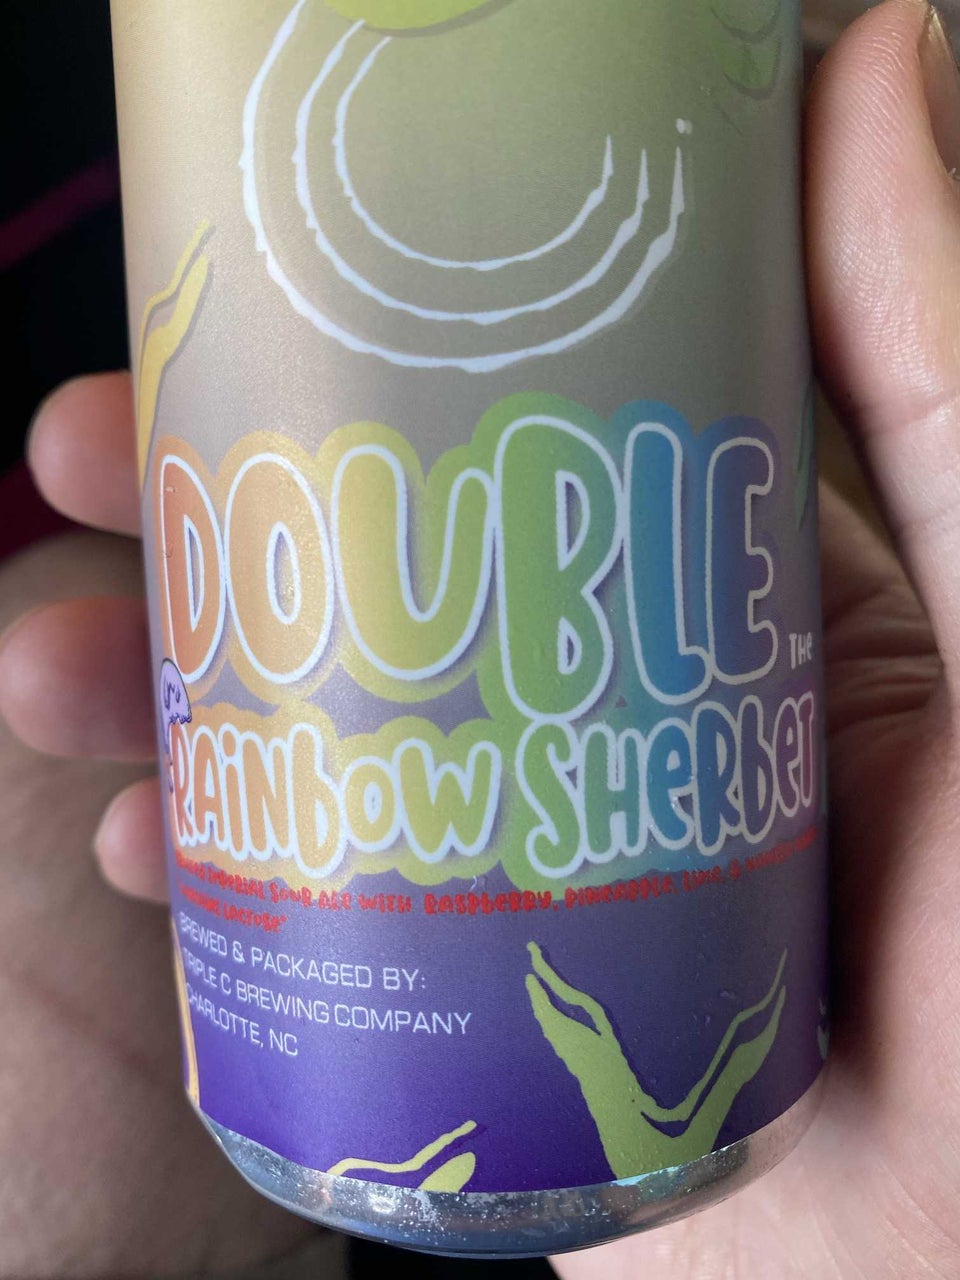 DOUBLE THE
RAiNbOW SHERbET
IMPERIAL SOUR ALE WITH RASPBERRY, PINEAPPLE, LIME, &
LACTOSE*
BREWED & PACKAGED BY:
TRIPLE C BREWING COMPANY
CHARLOTTE, NC